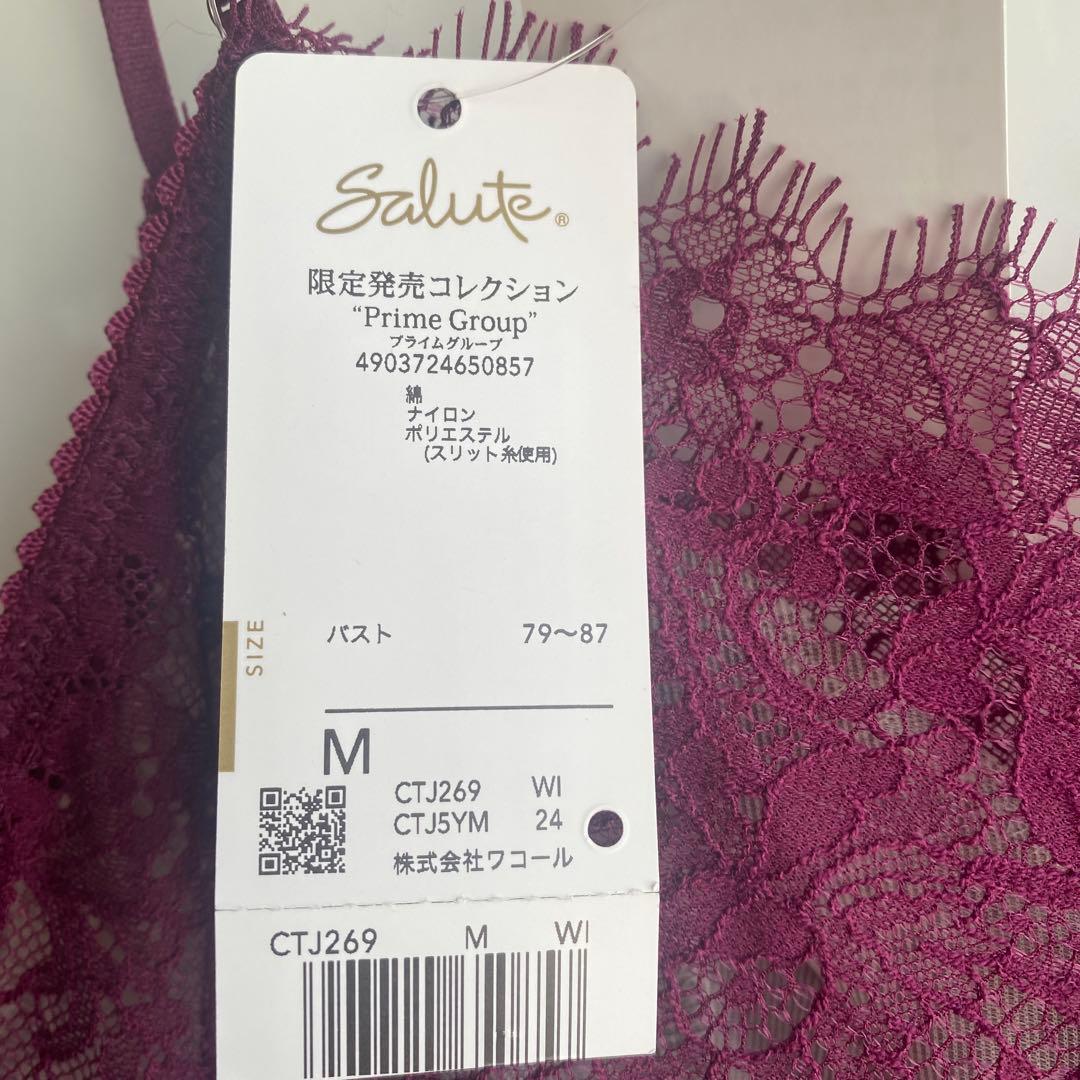 Salute®
限定発売コレクション
“Prime Group”
プライムグループ
4903724650857
綿
ナイロン
ポリエステル
(スリット糸使用)
SIZE
バスト 79〜87
M
CTJ269 WI
CTJ5YM 24
株式会社ワコール
CTJ269 M WI